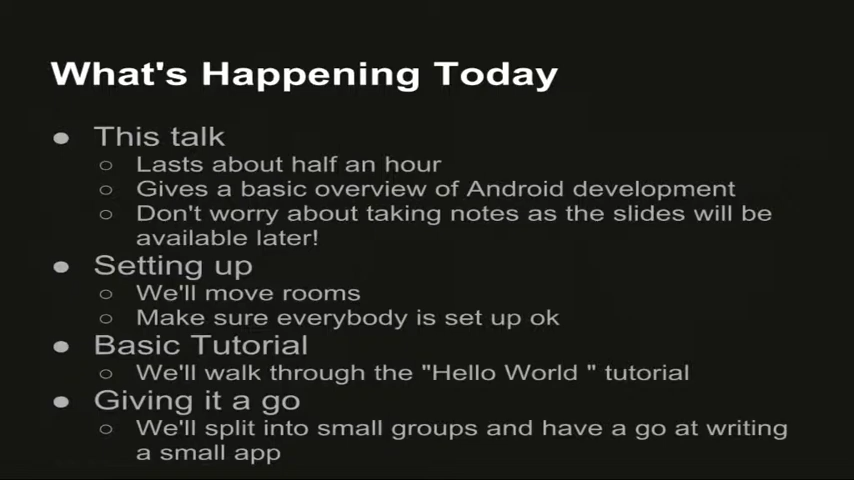 What's Happening Today
● This talk
○ Lasts about half an hour
○ Gives a basic overview of Android development
○ Don't worry about taking notes as the slides will be
available later!
● Setting up
○ We'll move rooms
○ Make sure everybody is set up ok
● Basic Tutorial
○ We'll walk through the "Hello World " tutorial
● Giving it a go
○ We'll split into small groups and have a go at writing
a small app